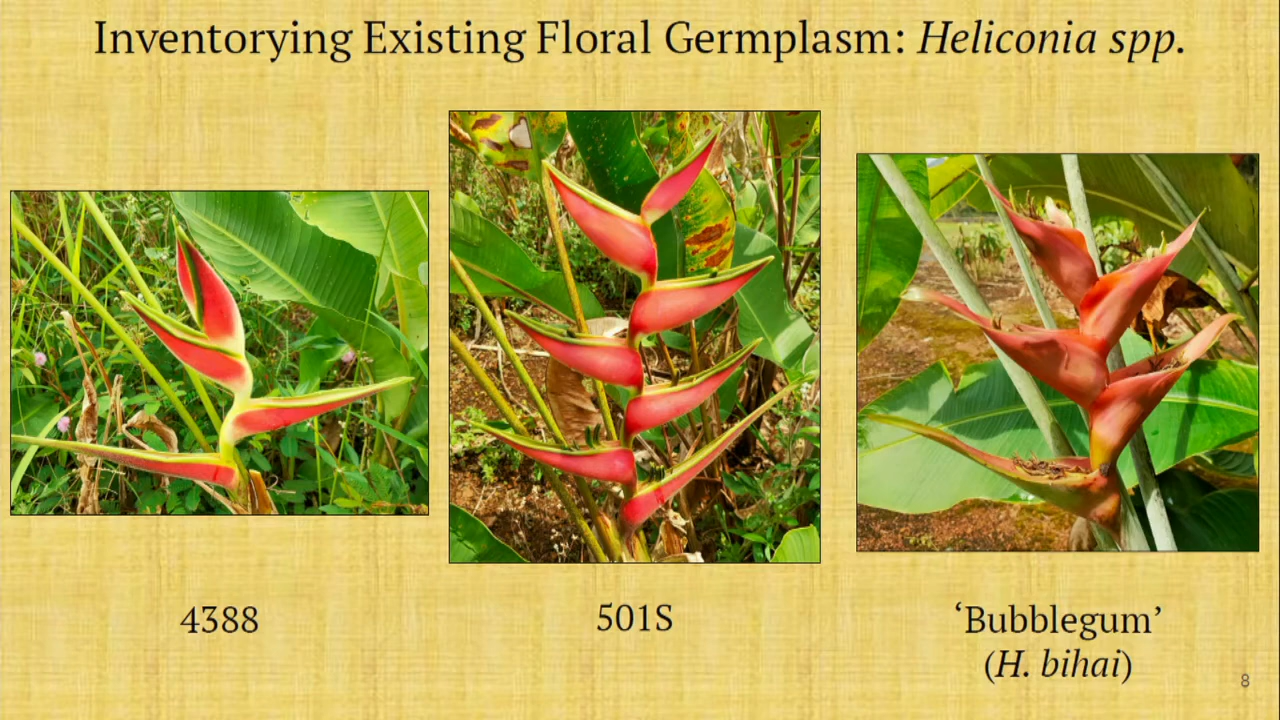 Inventorying Existing Floral Germplasm: Heliconia spp.
4388
501S
‘Bubblegum’
(H. bihai)
8